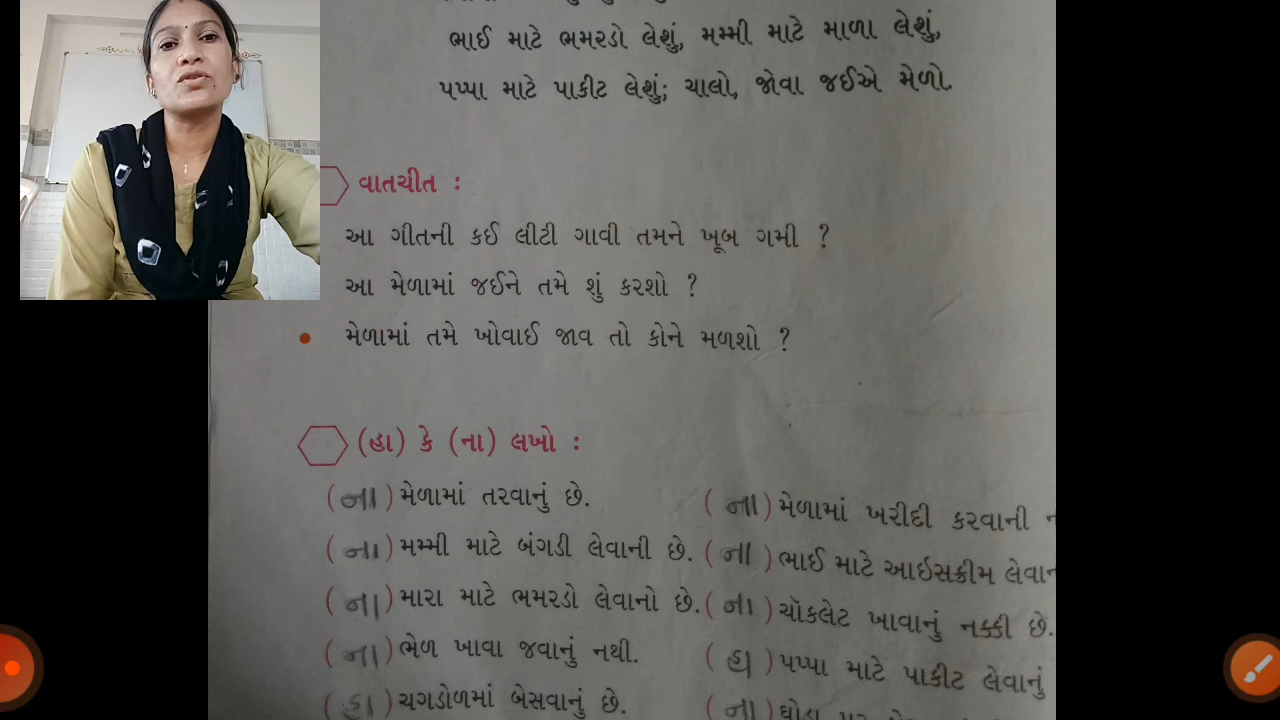 ભાઈ માટે ભમરડો લેશું, મમ્મી માટે માળા લેશું,
પપ્પા માટે પાકીટ લેશું; ચાલો, જોવા જઈએ મેળો.
વાતચીત :
આ ગીતની કઈ લીટી ગાવી તમને ખૂબ ગમી ?
આ મેળામાં જઈને તમે શું કરશો ?
• મેળામાં તમે ખોવાઈ જાવ તો કોને મળશો ?
(હા) કે (ના) લખો :
(ના) મેળામાં તરવાનું છે.
(ના) મમ્મી માટે બંગડી લેવાની છે.
(ના) મારા માટે ભમરડો લેવાનો છે.
(ના) ભેળ ખાવા જવાનું નથી.
(હા) ચગડોળમાં બેસવાનું છે.
(ના) મેળામાં ખરીદી કરવાની
(ના) ભાઈ માટે આઇસક્રીમ
(ના) ચૉકલેટ ખાવાનું નક્કી છે.
(હા) પપ્પા માટે પાકીટ લેવાનું
(ના)